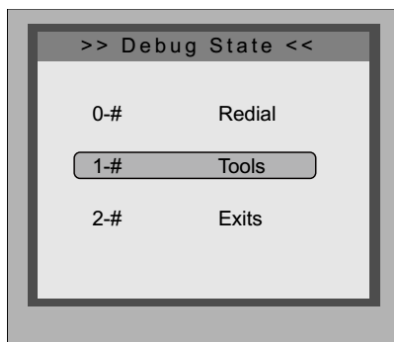 >> Debug State <<
0-# Redial
1-# Tools
2-# Exits